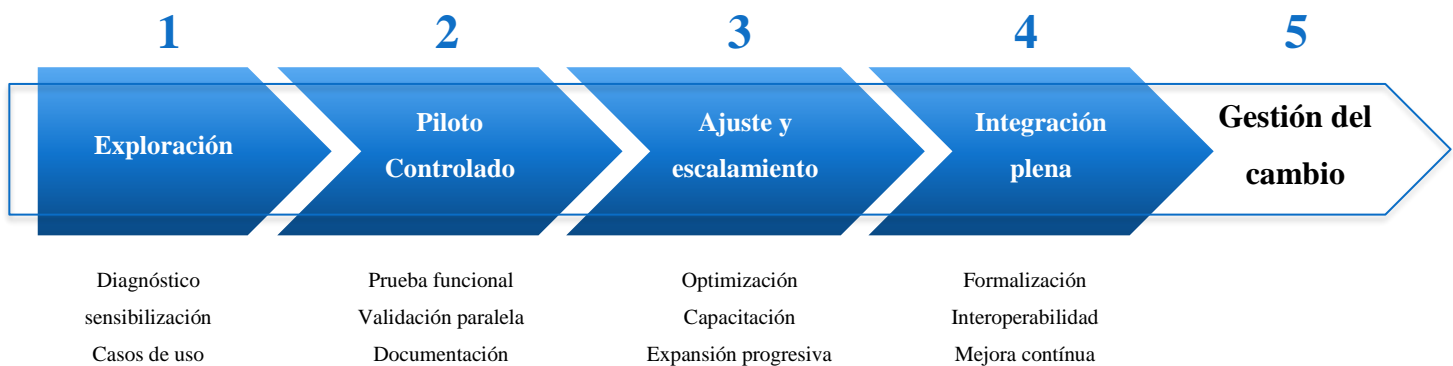 1
2
3
4
5
Exploración
Piloto
Controlado
Ajuste y
escalamiento
Integración
plena
Gestión del
cambio
Diagnóstico
sensibilización
Casos de uso
Prueba funcional
Validación paralela
Documentación
Optimización
Capacitación
Expansión progresiva
Formalización
Interoperabilidad
Mejora contínua